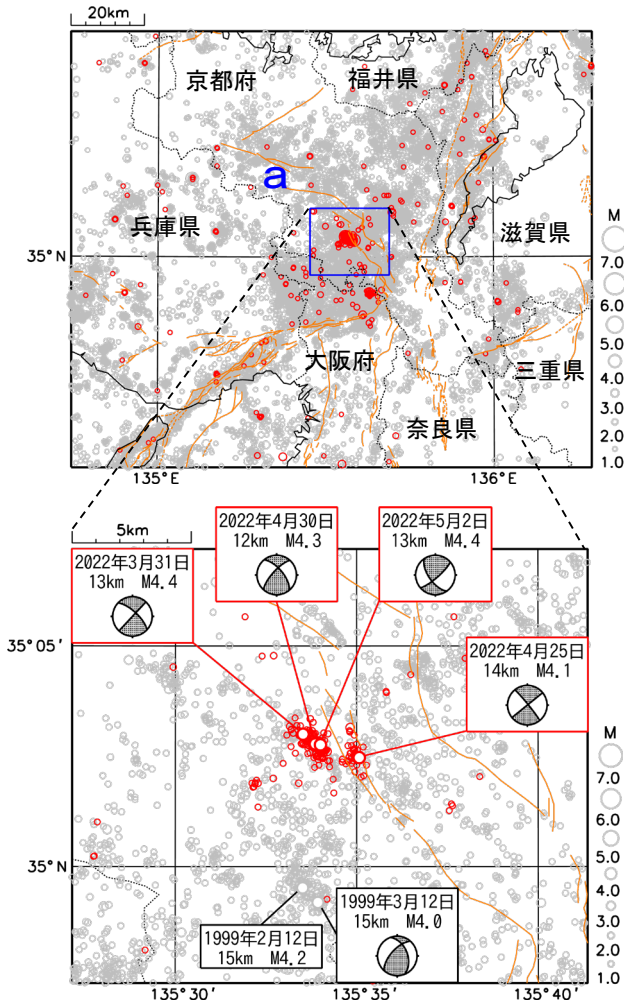 20km
京都府
福井県
a
兵庫県
滋賀県
35°N
大阪府
三重県
奈良県
135°E
136°E
M
7.0
6.0
5.0
4.0
3.0
2.0
1.0
5km
2022年4月30日
12km M4.3
2022年5月2日
13km M4.4
2022年3月31日
13km M4.4
2022年4月25日
14km M4.1
35°05′
35°N
1999年2月12日
15km M4.2
1999年3月12日
15km M4.0
135°30′
135°35′
135°40′
M
7.0
6.0
5.0
4.0
3.0
2.0
1.0